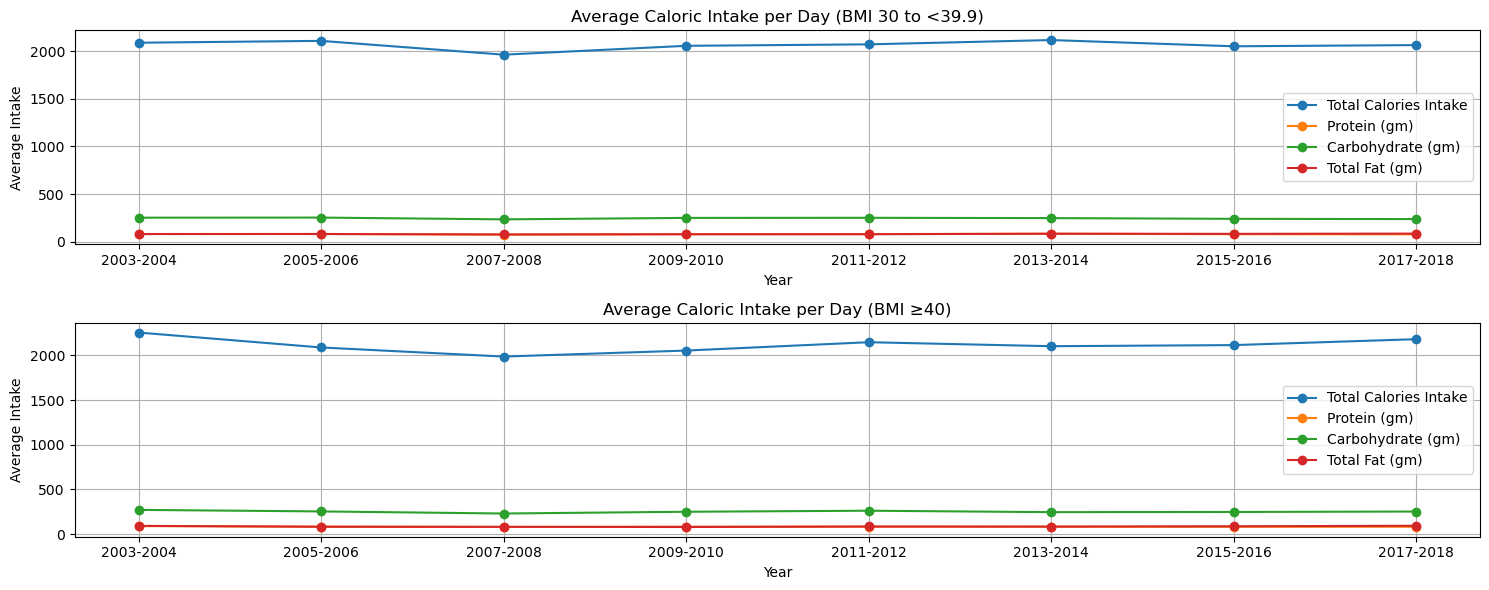 Average Caloric Intake per Day (BMI 30 to <39.9)
2000
1500
1000
500
0
Average Intake
Total Calories Intake
Protein (gm)
Carbohydrate (gm)
Total Fat (gm)
2003-2004 2005-2006 2007-2008 2009-2010 2011-2012 2013-2014 2015-2016 2017-2018
Year
Average Caloric Intake per Day (BMI ≥40)
2000
1500
1000
500
0
Average Intake
Total Calories Intake
Protein (gm)
Carbohydrate (gm)
Total Fat (gm)
2003-2004 2005-2006 2007-2008 2009-2010 2011-2012 2013-2014 2015-2016 2017-2018
Year